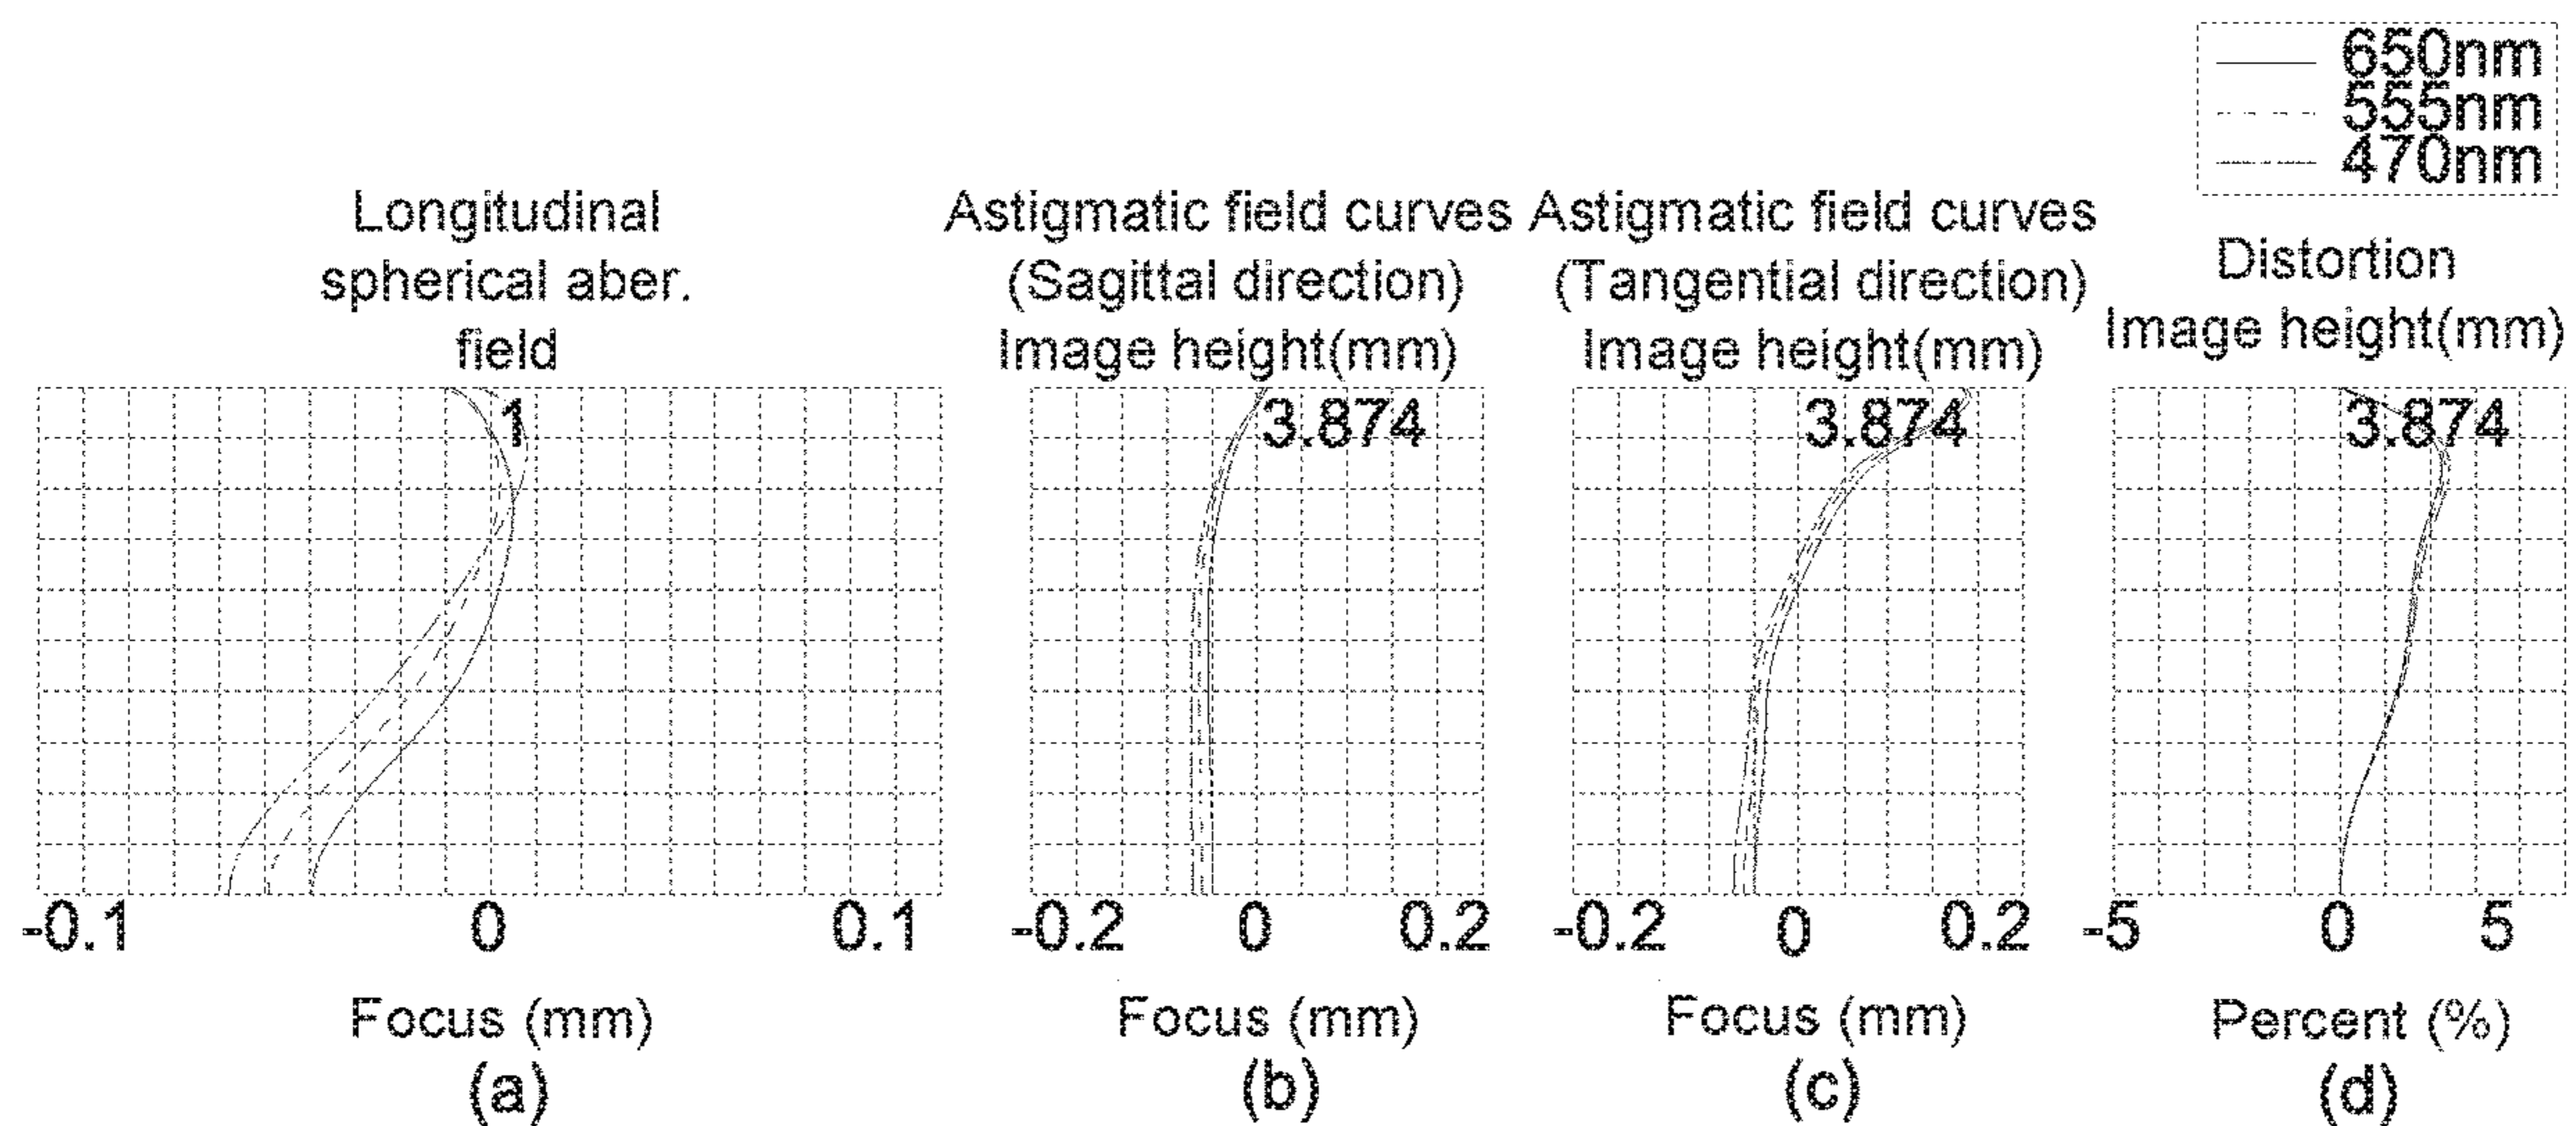 650nm
555nm
470nm
Longitudinal
spherical aber.
field
Astigmatic field curves
(Sagittal direction)
Image height(mm)
Astigmatic field curves
(Tangential direction)
Image height(mm)
Distortion
Image height(mm)
1
3.874
3.874
3.874
-0.1 0 0.1
-0.2 0 0.2
-0.2 0 0.2
-5 0 5
Focus (mm)
Focus (mm)
Focus (mm)
Percent (%)
(a)
(b)
(c)
(d)